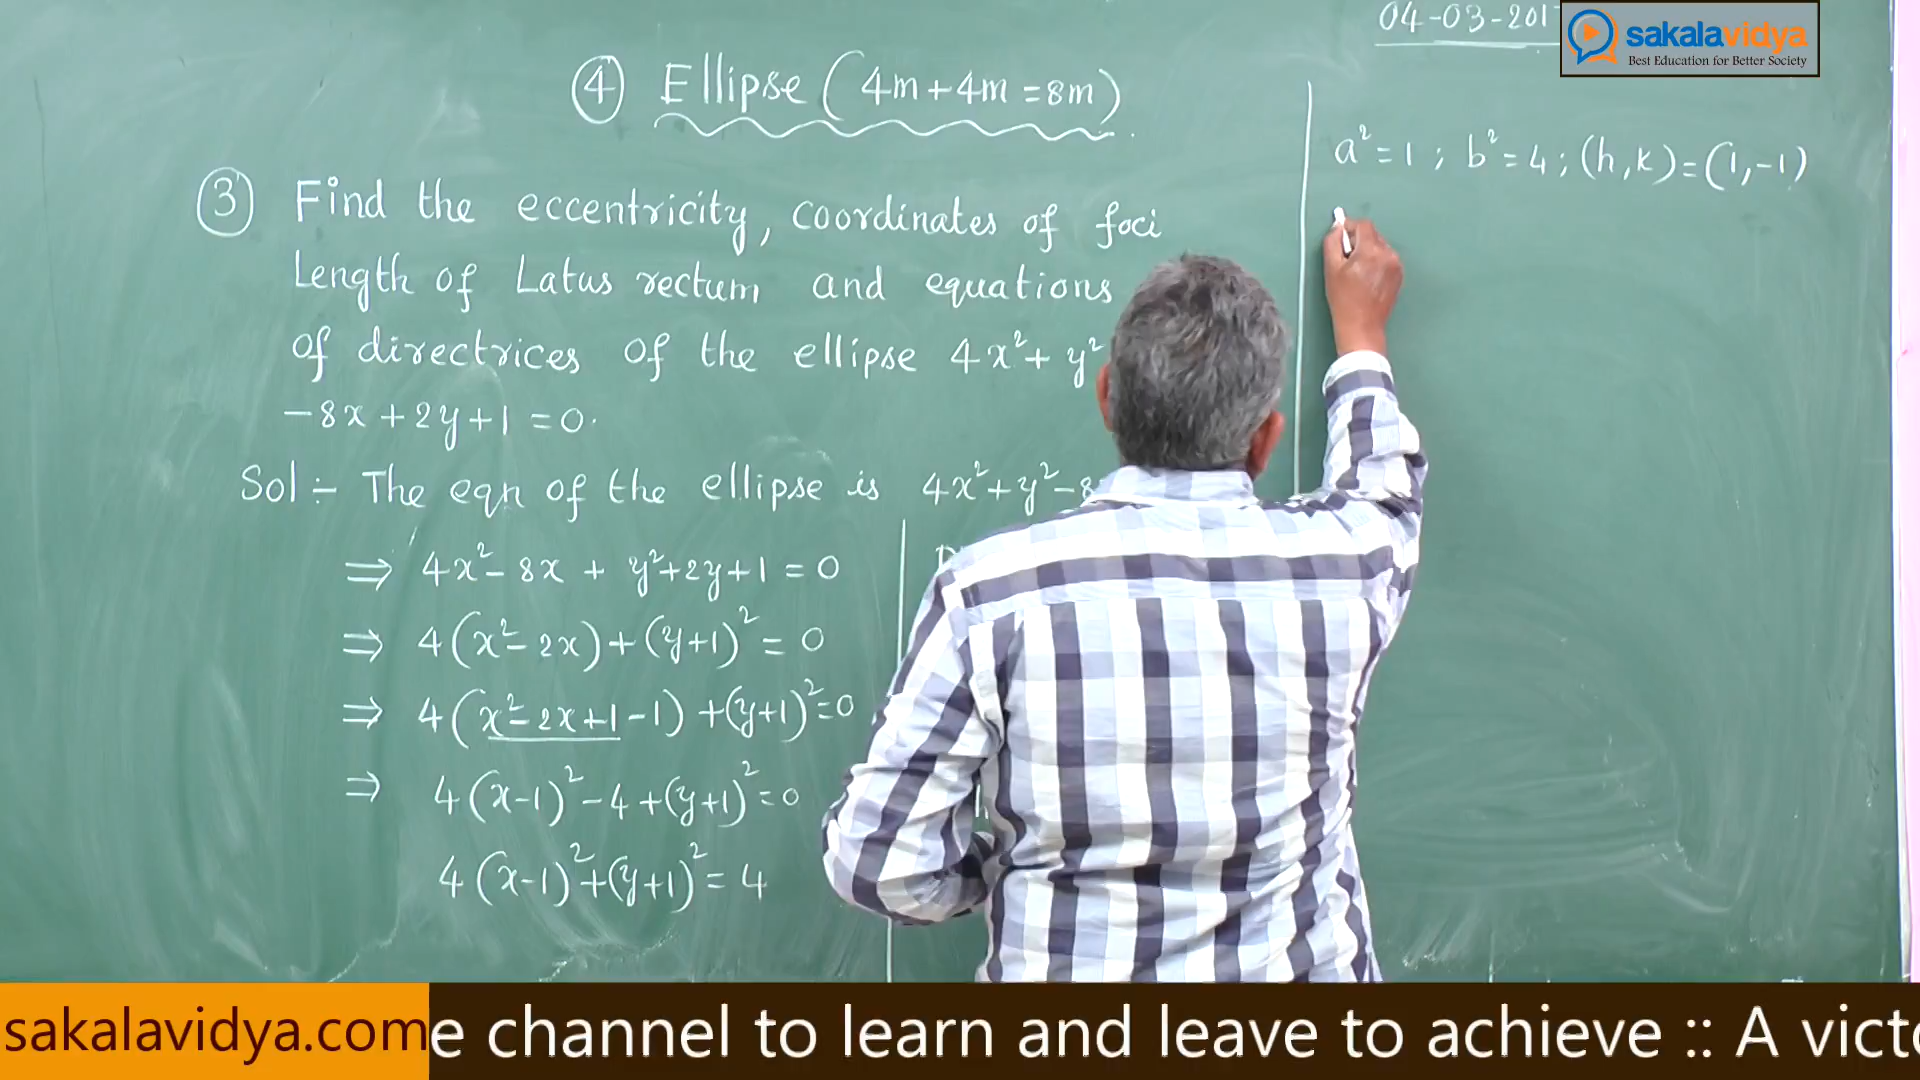 04-03-201
sakalavidya
Best Education for Better Society
④ Ellipse (4m+4m=8m)
③ Find the eccentricity, coordinates of foci
Length of Latus rectum and equations
of directrices of the ellipse 4x²+ y²
-8x+2y+1=0.
Sol :- The eqn of the ellipse is 4x²+y²-8
⇒ 4x²-8x + y²+2y+1=0
⇒ 4(x²-2x)+(y+1)²=0
⇒ 4(x²-2x+1-1)+(y+1)²=0
⇒ 4(x-1)²-4+(y+1)²=0
4(x-1)²+(y+1)²=4
a²=1 ; b²=4 ; (h,k)=(1,-1)
sakalavidya.com
e channel to learn and leave to achieve :: A victo